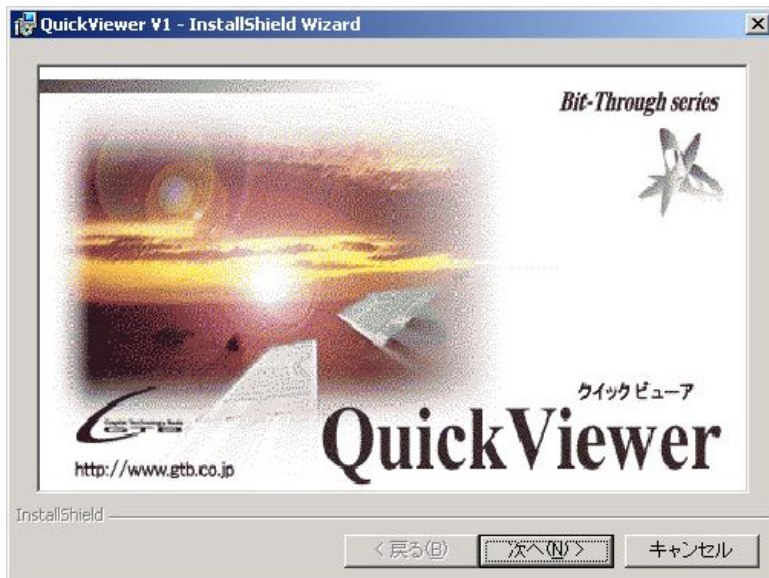 QuickViewer V1 - InstallShield Wizard
Bit-Through series
クイック ビューア
QuickViewer
GTB
http://www.gtb.co.jp
InstallShield
< 戻る(B)
次へ(N) >
キャンセル